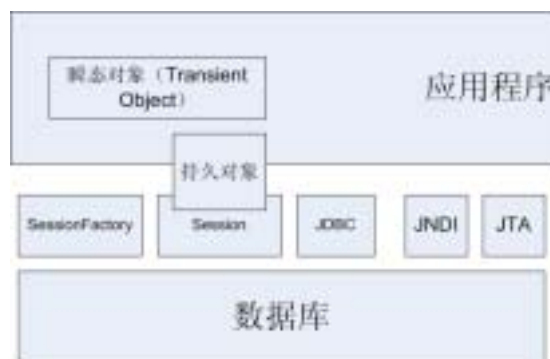 瞬态对象（Transient
Object）
应用程序
持久对象
SessionFactory
Session
JDBC
JNDI
JTA
数据库